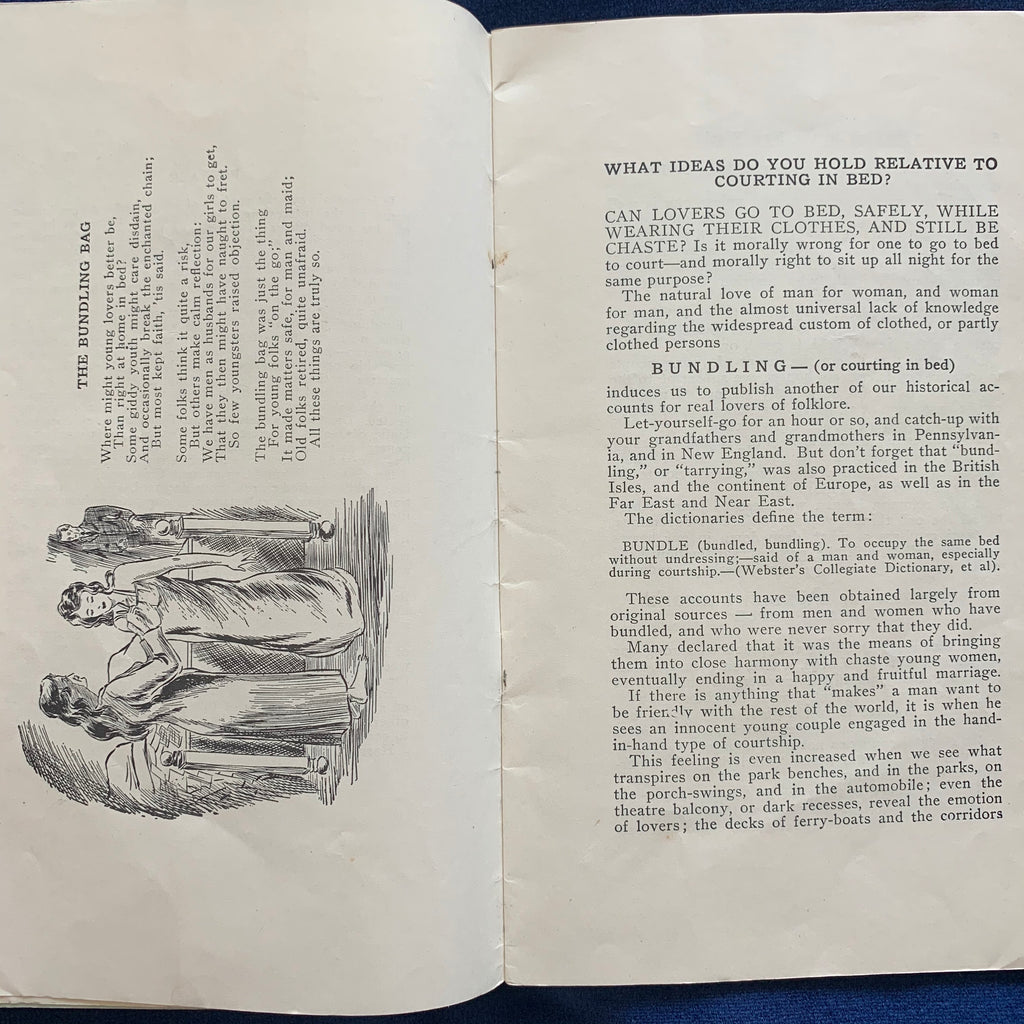 THE BUNDLING BAG
Where might young lovers better be,
Than right at home in bed?
Some giddy youth might care disdain,
And occasionally break the enchanted chain;
But most kept faith, 'tis said.
Some folks think it quite a risk,
But others make calm reflection:
We have men as husbands for our girls to get,
That they then might have naught to fret.
So few youngsters raised objection.
The bundling bag was just the thing
For young folks "on the go;"
It made matters safe, for man and maid;
Old folks retired, quite unafraid.
All these things are truly so.
WHAT IDEAS DO YOU HOLD RELATIVE TO
COURTING IN BED?
CAN LOVERS GO TO BED, SAFELY, WHILE
WEARING THEIR CLOTHES, AND STILL BE
CHASTE? Is it morally wrong for one to go to bed
to court—and morally right to sit up all night for the
same purpose?
The natural love of man for woman, and woman
for man, and the almost universal lack of knowledge
regarding the widespread custom of clothed, or partly
clothed persons
BUNDLING— (or courting in bed)
induces us to publish another of our historical ac-
counts for real lovers of folklore.
Let-yourself-go for an hour or so, and catch-up with
your grandfathers and grandmothers in Pennsylvan-
ia, and in New England. But don't forget that "bund-
ling," or "tarrying," was also practiced in the British
Isles, and the continent of Europe, as well as in the
Far East and Near East.
The dictionaries define the term:
BUNDLE (bundled, bundling). To occupy the same bed
without undressing;—said of a man and woman, especially
during courtship.—(Webster's Collegiate Dictionary, et al).
These accounts have been obtained largely from
original sources — from men and women who have
bundled, and who were never sorry that they did.
Many declared that it was the means of bringing
them into close harmony with chaste young women,
eventually ending in a happy and fruitful marriage.
If there is anything that "makes" a man want to
be friendly with the rest of the world, it is when he
sees an innocent young couple engaged in the hand-
in-hand type of courtship.
This feeling is even increased when we see what
transpires on the park benches, and in the parks, on
the porch-swings, and in the automobile; even the
theatre balcony, or dark recesses, reveal the emotion
of lovers; the decks of ferry-boats and the corridors